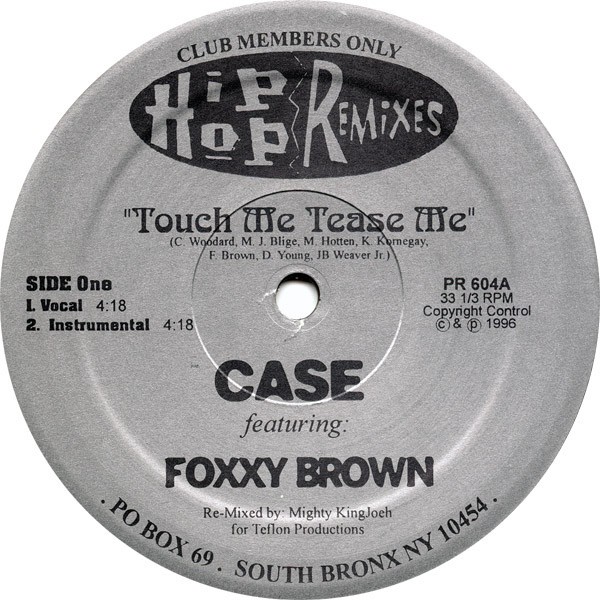 CLUB MEMBERS ONLY
HiP HOP REMiXES
"Touch Me Tease Me"
(C. Woodard, M. J. Blige, M. Hotten, K. Kornegay,
F. Brown, D. Young, JB Weaver Jr.)
SIDE One
1. Vocal 4:18
2. Instrumental 4:18
PR 604A
33 1/3 RPM
Copyright Control
© & ℗ 1996
CASE
featuring:
FOXXY BROWN
Re-Mixed by: Mighty KingJoeh
for Teflon Productions
. PO BOX 69 . SOUTH BRONX NY 10454 .